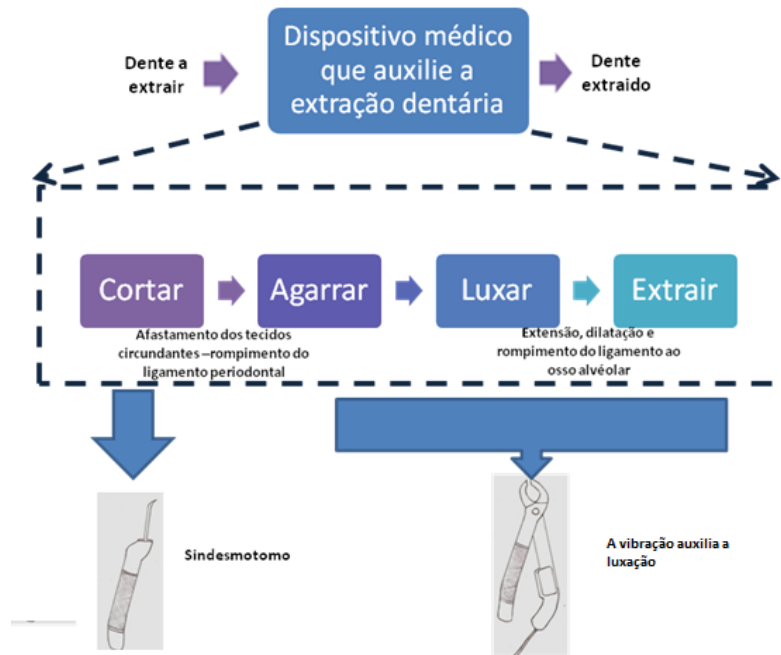 Dente a
extrair
Dispositivo médico
que auxilie a
extração dentária
Dente
extraido
Cortar
Agarrar
Luxar
Extrair
Afastamento dos tecidos
circundantes –rompimento do
ligamento periodontal
Extensão, dilatação e
rompimento do ligamento ao
osso alvéolar
Sindesmotomo
A vibração auxilia a
luxação